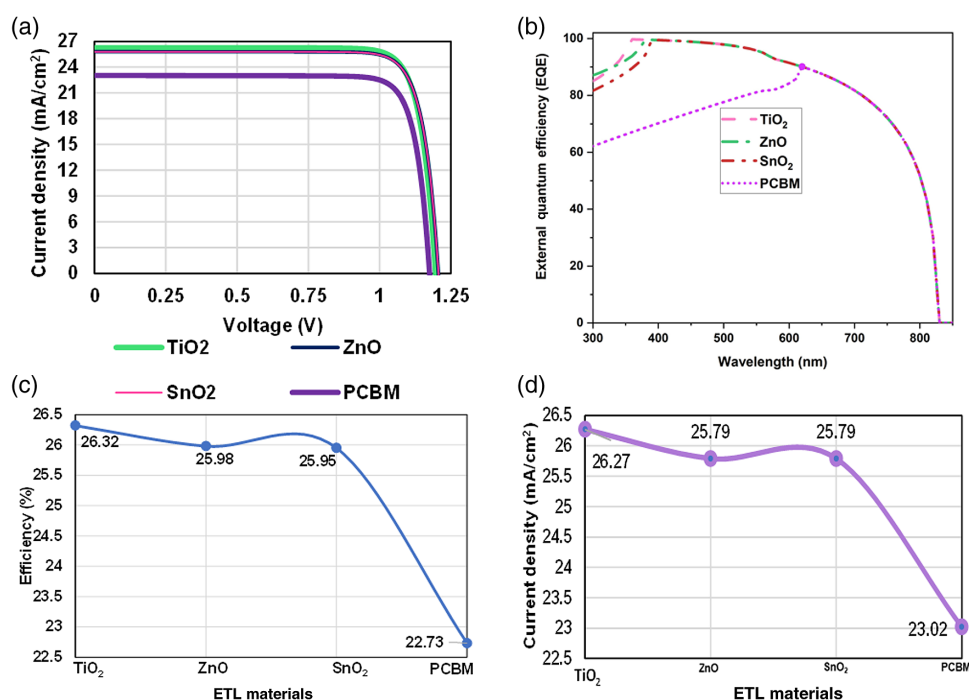 (a)
Current density (mA/cm2)
27
24
21
18
15
12
9
6
3
0
0 0.25 0.5 0.75 1 1.25
Voltage (V)
TiO2 ZnO
SnO2 PCBM
(b)
External quantum efficiency (EQE)
100
80
60
40
20
0
TiO₂
ZnO
SnO₂
PCBM
300 400 500 600 700 800
Wavelength (nm)
(c)
Efficiency (%)
26.5
26
25.5
25
24.5
24
23.5
23
22.5
26.32
25.98
25.95
22.73
TiO₂ ZnO SnO₂ PCBM
ETL materials
(d)
Current density (mA/cm²)
26.5
26
25.5
25
24.5
24
23.5
23
22.5
26.27
25.79
25.79
23.02
TiO₂ ZnO SnO₂ PCBM
ETL materials